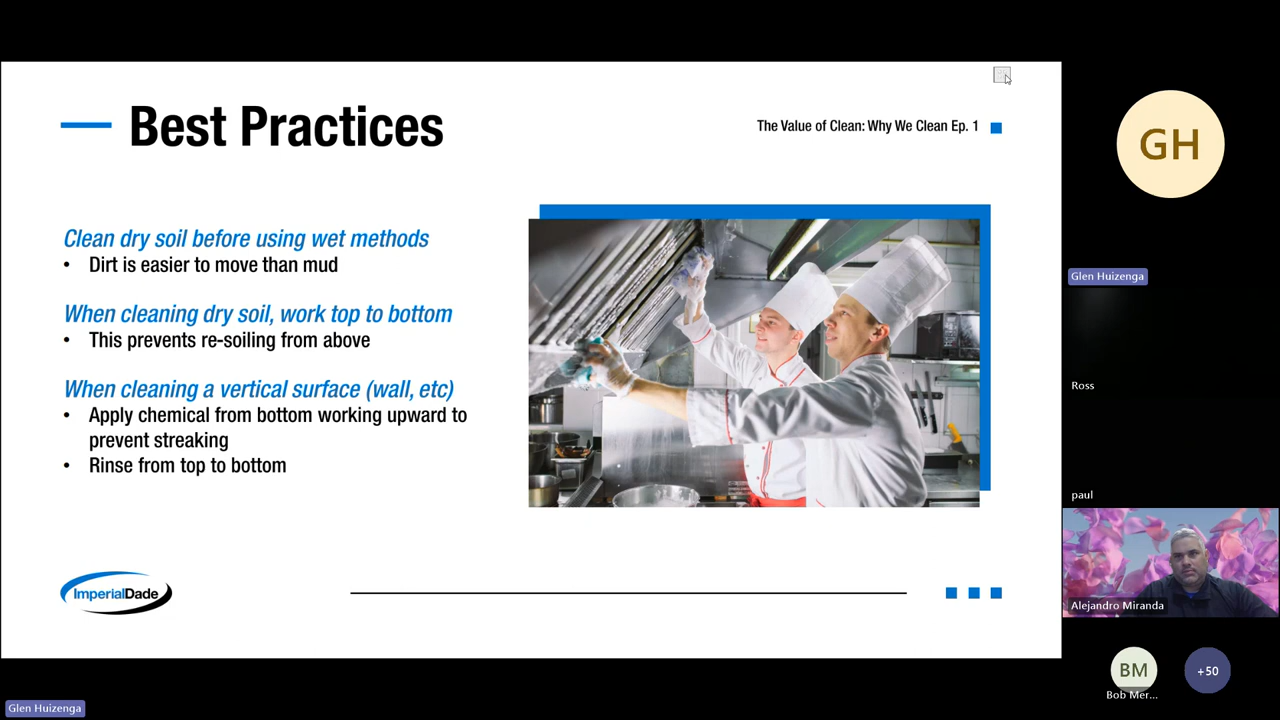 Best Practices
The Value of Clean: Why We Clean Ep. 1
Clean dry soil before using wet methods
• Dirt is easier to move than mud
When cleaning dry soil, work top to bottom
• This prevents re-soiling from above
When cleaning a vertical surface (wall, etc)
• Apply chemical from bottom working upward to
prevent streaking
• Rinse from top to bottom
ImperialDade
GH
Glen Huizenga
Ross
paul
Alejandro Miranda
BM
Bob Mer...
+50
Glen Huizenga